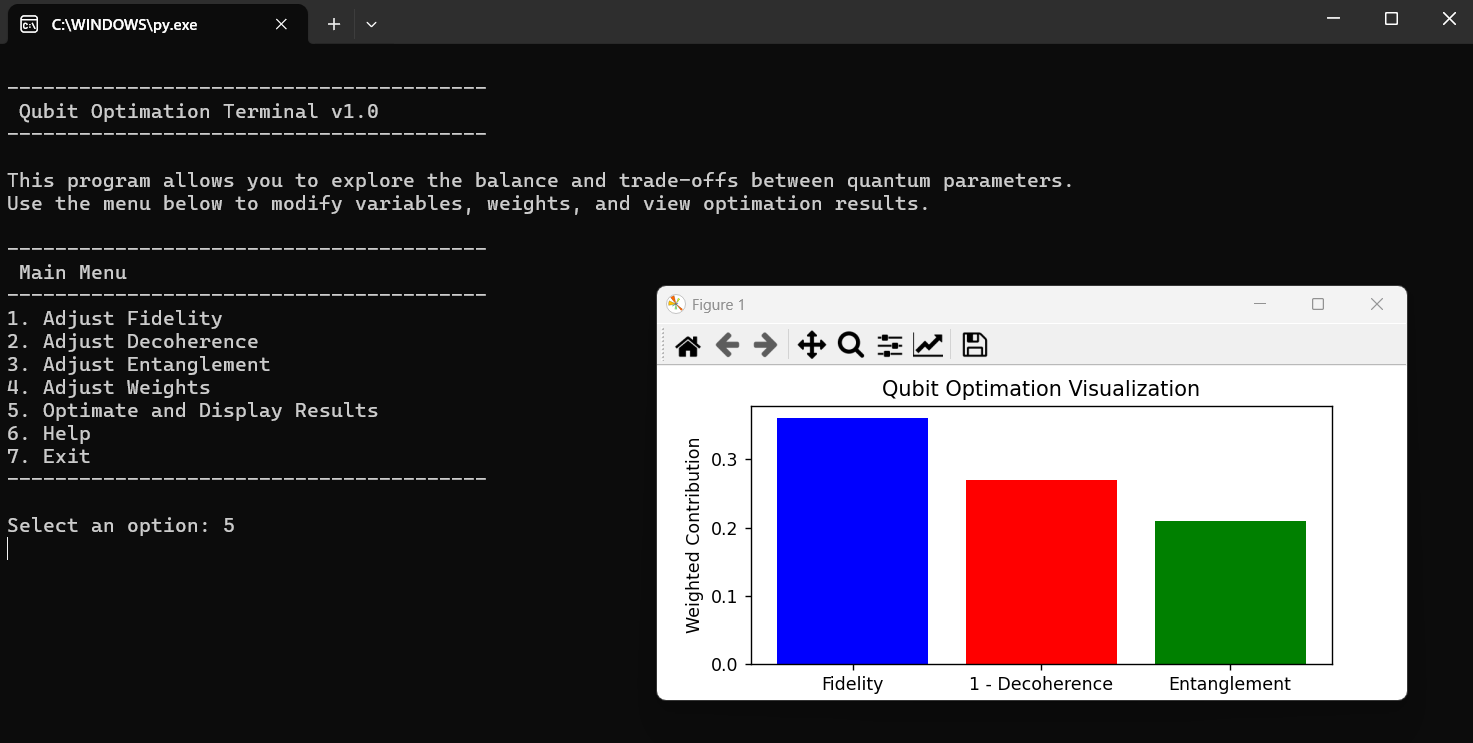 C:\WINDOWS\py.exe
----------------------------------------
Qubit Optimation Terminal v1.0
----------------------------------------
This program allows you to explore the balance and trade-offs between quantum parameters.
Use the menu below to modify variables, weights, and view optimation results.
----------------------------------------
Main Menu
----------------------------------------
1. Adjust Fidelity
2. Adjust Decoherence
3. Adjust Entanglement
4. Adjust Weights
5. Optimate and Display Results
6. Help
7. Exit
----------------------------------------
Select an option: 5
Figure 1
Qubit Optimation Visualization
Weighted Contribution
0.3
0.2
0.1
0.0
Fidelity
1 - Decoherence
Entanglement